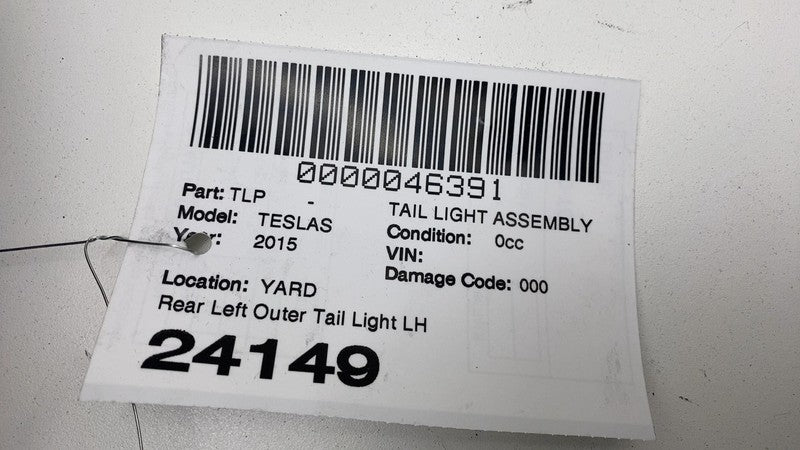 0000046391
Part: TLP - TAIL LIGHT ASSEMBLY
Model: TESLAS Condition: 0cc
Year: 2015 VIN:
Location: YARD Damage Code: 000
Rear Left Outer Tail Light LH
24149